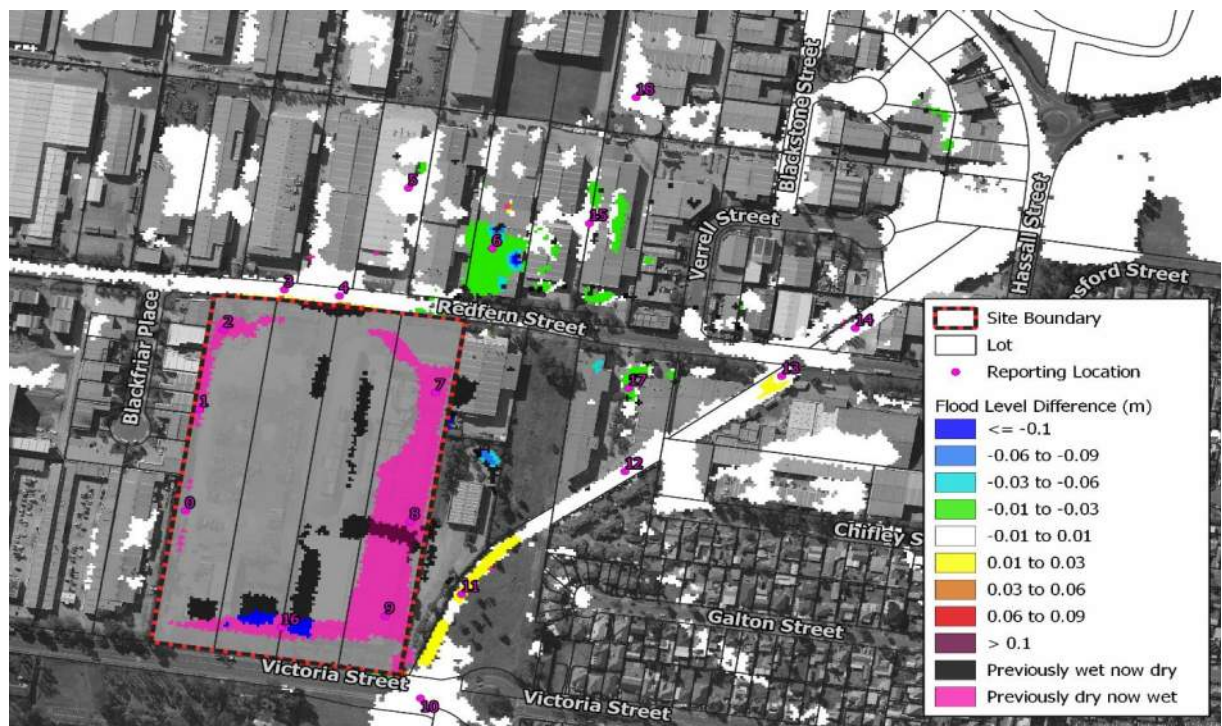 18
Blackstone Street
5
15
6
Verrell Street
Hassall Street
3
4
Redfern Street
14
2
Blackfriar Place
13
7
17
1
12
0
8
Chifley S
11
16
9
Galton Street
Victoria Street
10
Victoria Street
Site Boundary
Lot
Reporting Location
Flood Level Difference (m)
<= -0.1
-0.06 to -0.09
-0.03 to -0.06
-0.01 to -0.03
-0.01 to 0.01
0.01 to 0.03
0.03 to 0.06
0.06 to 0.09
> 0.1
Previously wet now dry
Previously dry now wet